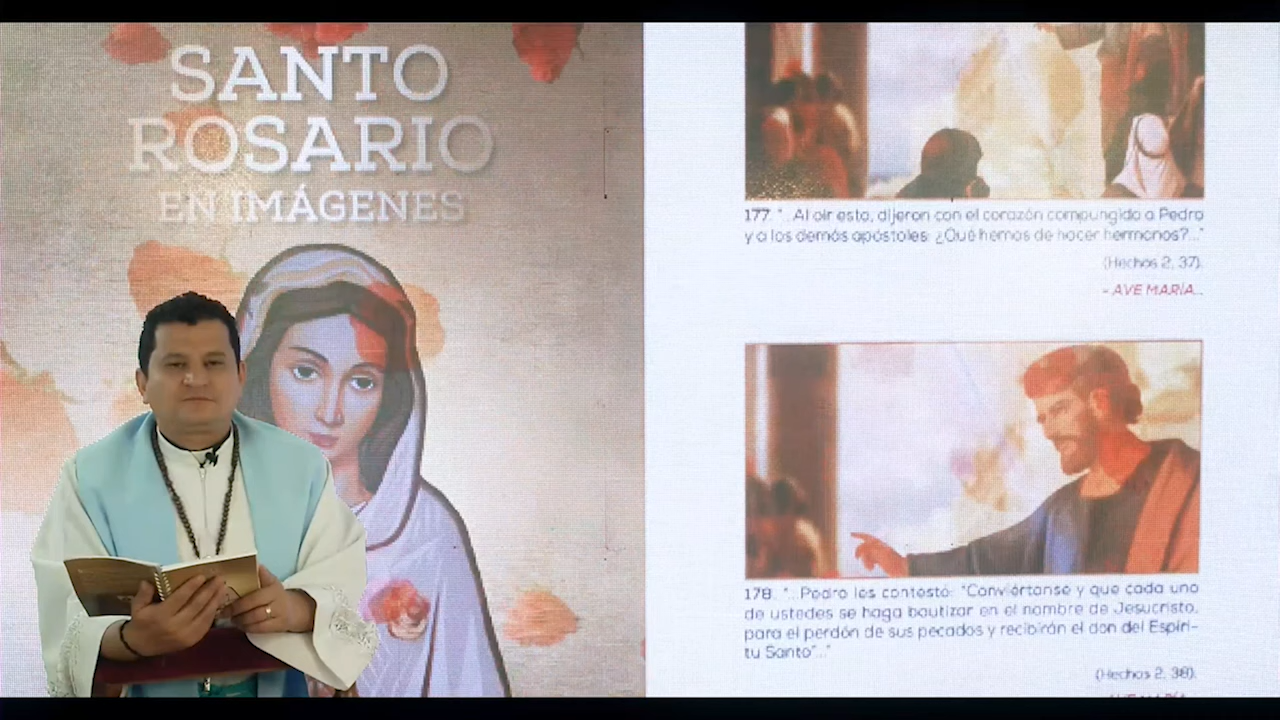 SANTO
ROSARIO
EN IMÁGENES
177. "...Al oír esto, dijeron con el corazón compungido a Pedro
y a los demás apóstoles: ¿Qué hemos de hacer hermanos?..."
(Hechos 2, 37).
- AVE MARÍA...
178. "...Pedro les contestó: "Conviértanse y que cada uno
de ustedes se haga bautizar en el nombre de Jesucristo,
para el perdón de sus pecados y recibirán el don del Espíri-
tu Santo"..."
(Hechos 2, 38).